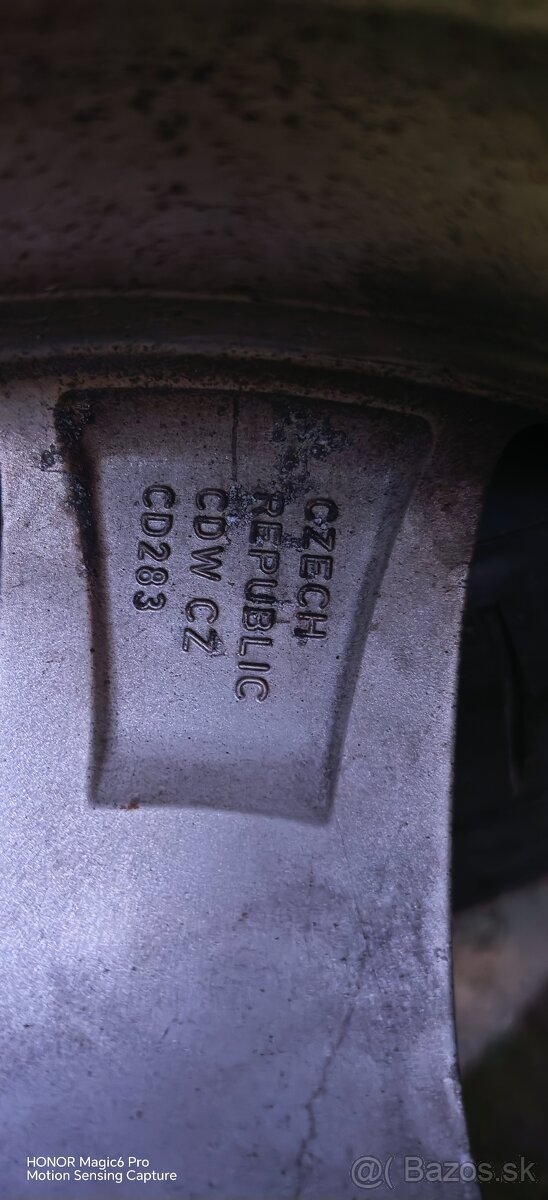 CZECH
REPUBLIC
CDW CZ
CD283
HONOR Magic6 Pro
Motion Sensing Capture
@( Bazos.sk